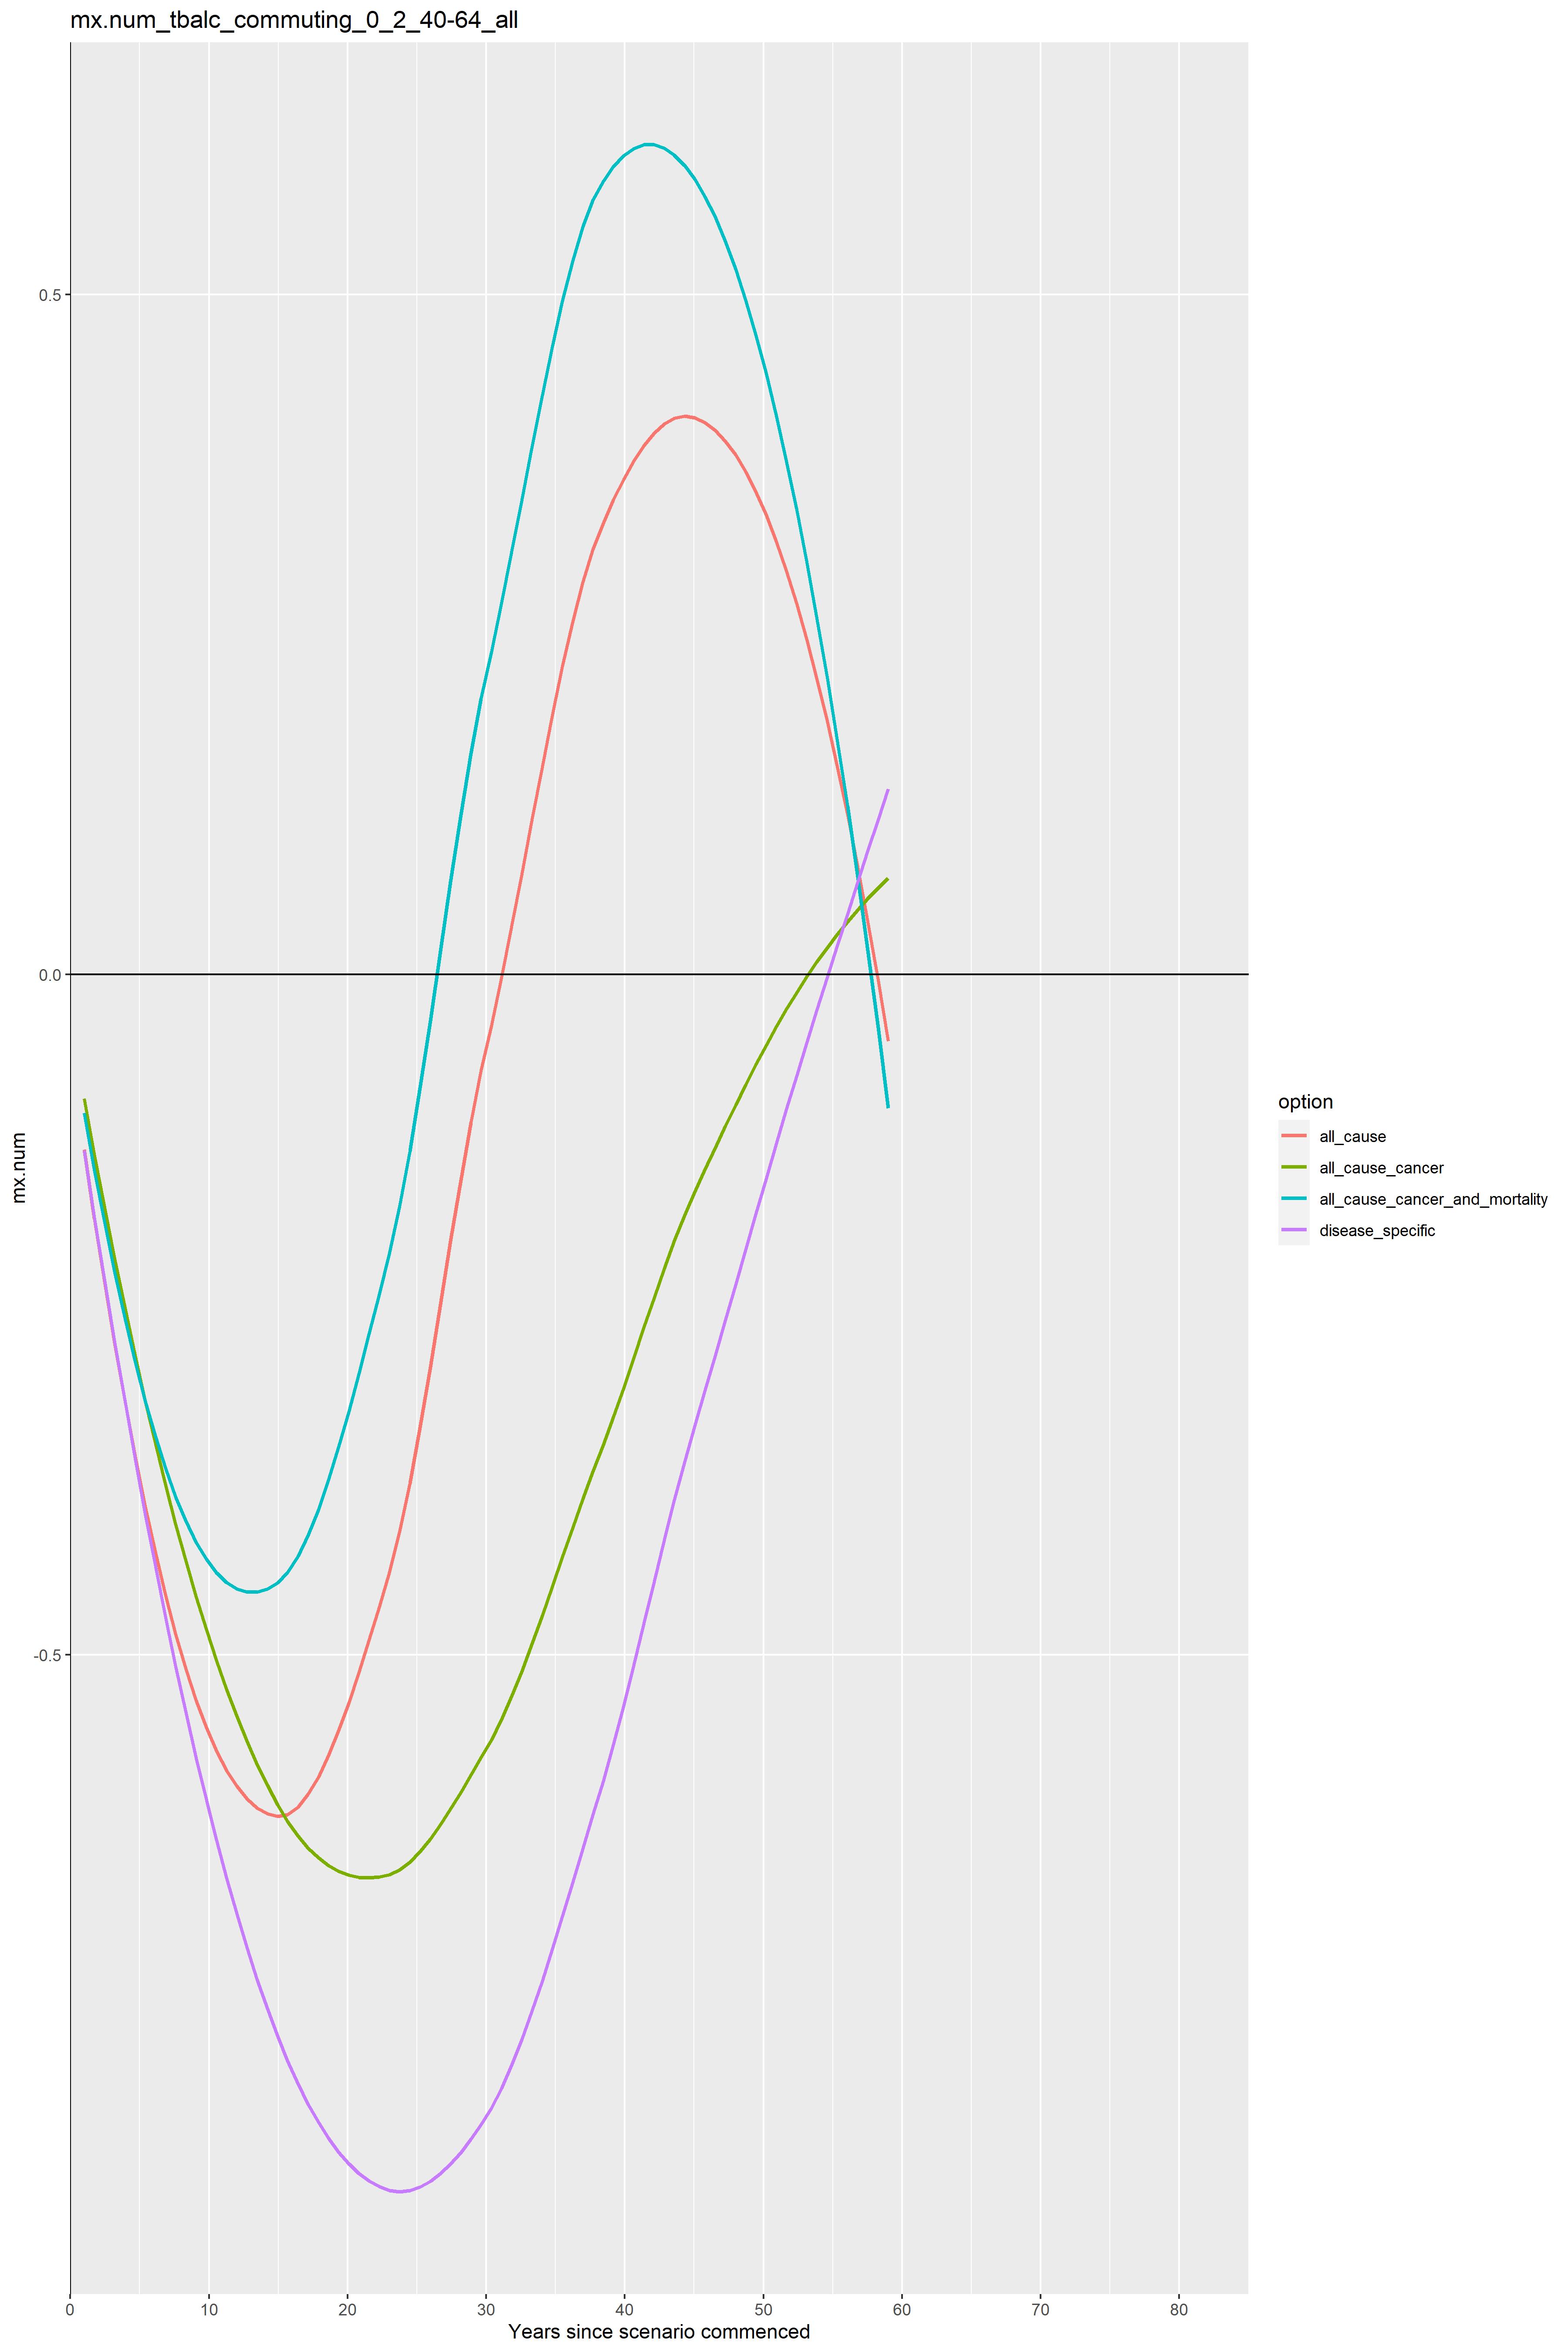 mx.num_tbalc_commuting_0_2_40-64_all
0.5
0.0
-0.5
mx.num
0 10 20 30 40 50 60 70 80
Years since scenario commenced
option
all_cause
all_cause_cancer
all_cause_cancer_and_mortality
disease_specific